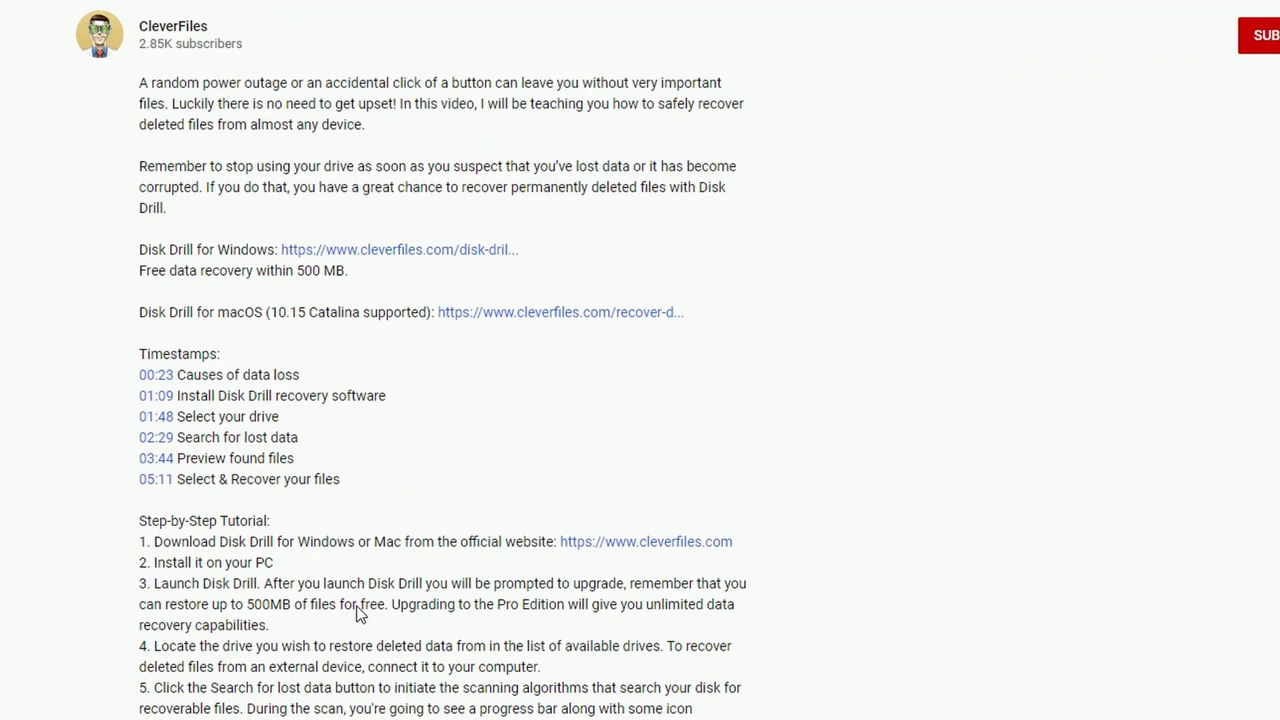 CleverFiles
2.85K subscribers
SUB
A random power outage or an accidental click of a button can leave you without very important
files. Luckily there is no need to get upset! In this video, I will be teaching you how to safely recover
deleted files from almost any device.
Remember to stop using your drive as soon as you suspect that you've lost data or it has become
corrupted. If you do that, you have a great chance to recover permanently deleted files with Disk
Drill.
Disk Drill for Windows: https://www.cleverfiles.com/disk-dril...
Free data recovery within 500 MB.
Disk Drill for macOS (10.15 Catalina supported): https://www.cleverfiles.com/recover-d...
Timestamps:
00:23 Causes of data loss
01:09 Install Disk Drill recovery software
01:48 Select your drive
02:29 Search for lost data
03:44 Preview found files
05:11 Select & Recover your files
Step-by-Step Tutorial:
1. Download Disk Drill for Windows or Mac from the official website: https://www.cleverfiles.com
2. Install it on your PC
3. Launch Disk Drill. After you launch Disk Drill you will be prompted to upgrade, remember that you
can restore up to 500MB of files for free. Upgrading to the Pro Edition will give you unlimited data
recovery capabilities.
4. Locate the drive you wish to restore deleted data from in the list of available drives. To recover
deleted files from an external device, connect it to your computer.
5. Click the Search for lost data button to initiate the scanning algorithms that search your disk for
recoverable files. During the scan, you're going to see a progress bar along with some icon